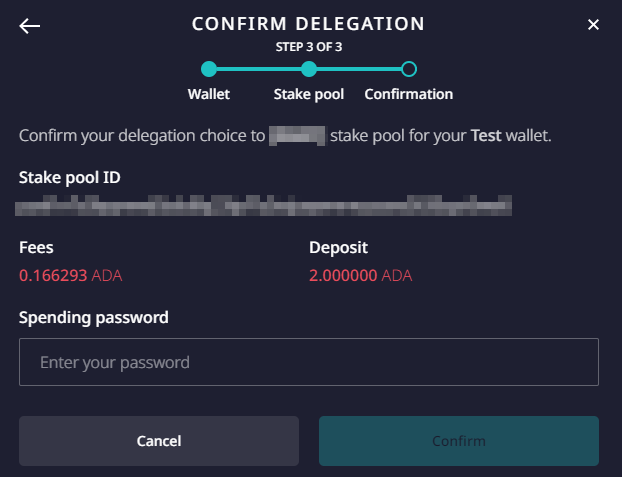 CONFIRM DELEGATION
STEP 3 OF 3
Wallet Stake pool Confirmation
Confirm your delegation choice to stake pool for your Test wallet.
Stake pool ID
Fees Deposit
0.166293 ADA 2.000000 ADA
Spending password
Enter your password
Cancel Confirm